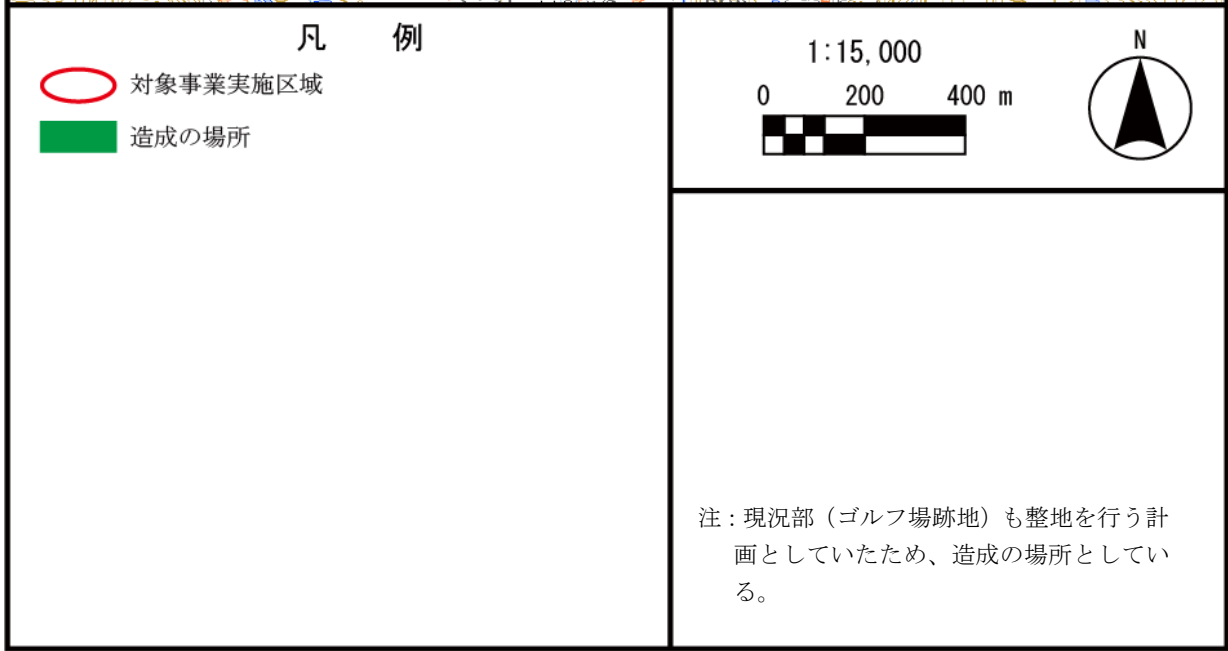 凡　例
対象事業実施区域
造成の場所
1:15,000
0 200 400 m
N
注：現況部（ゴルフ場跡地）も整地を行う計
画としていたため、造成の場所としてい
る。